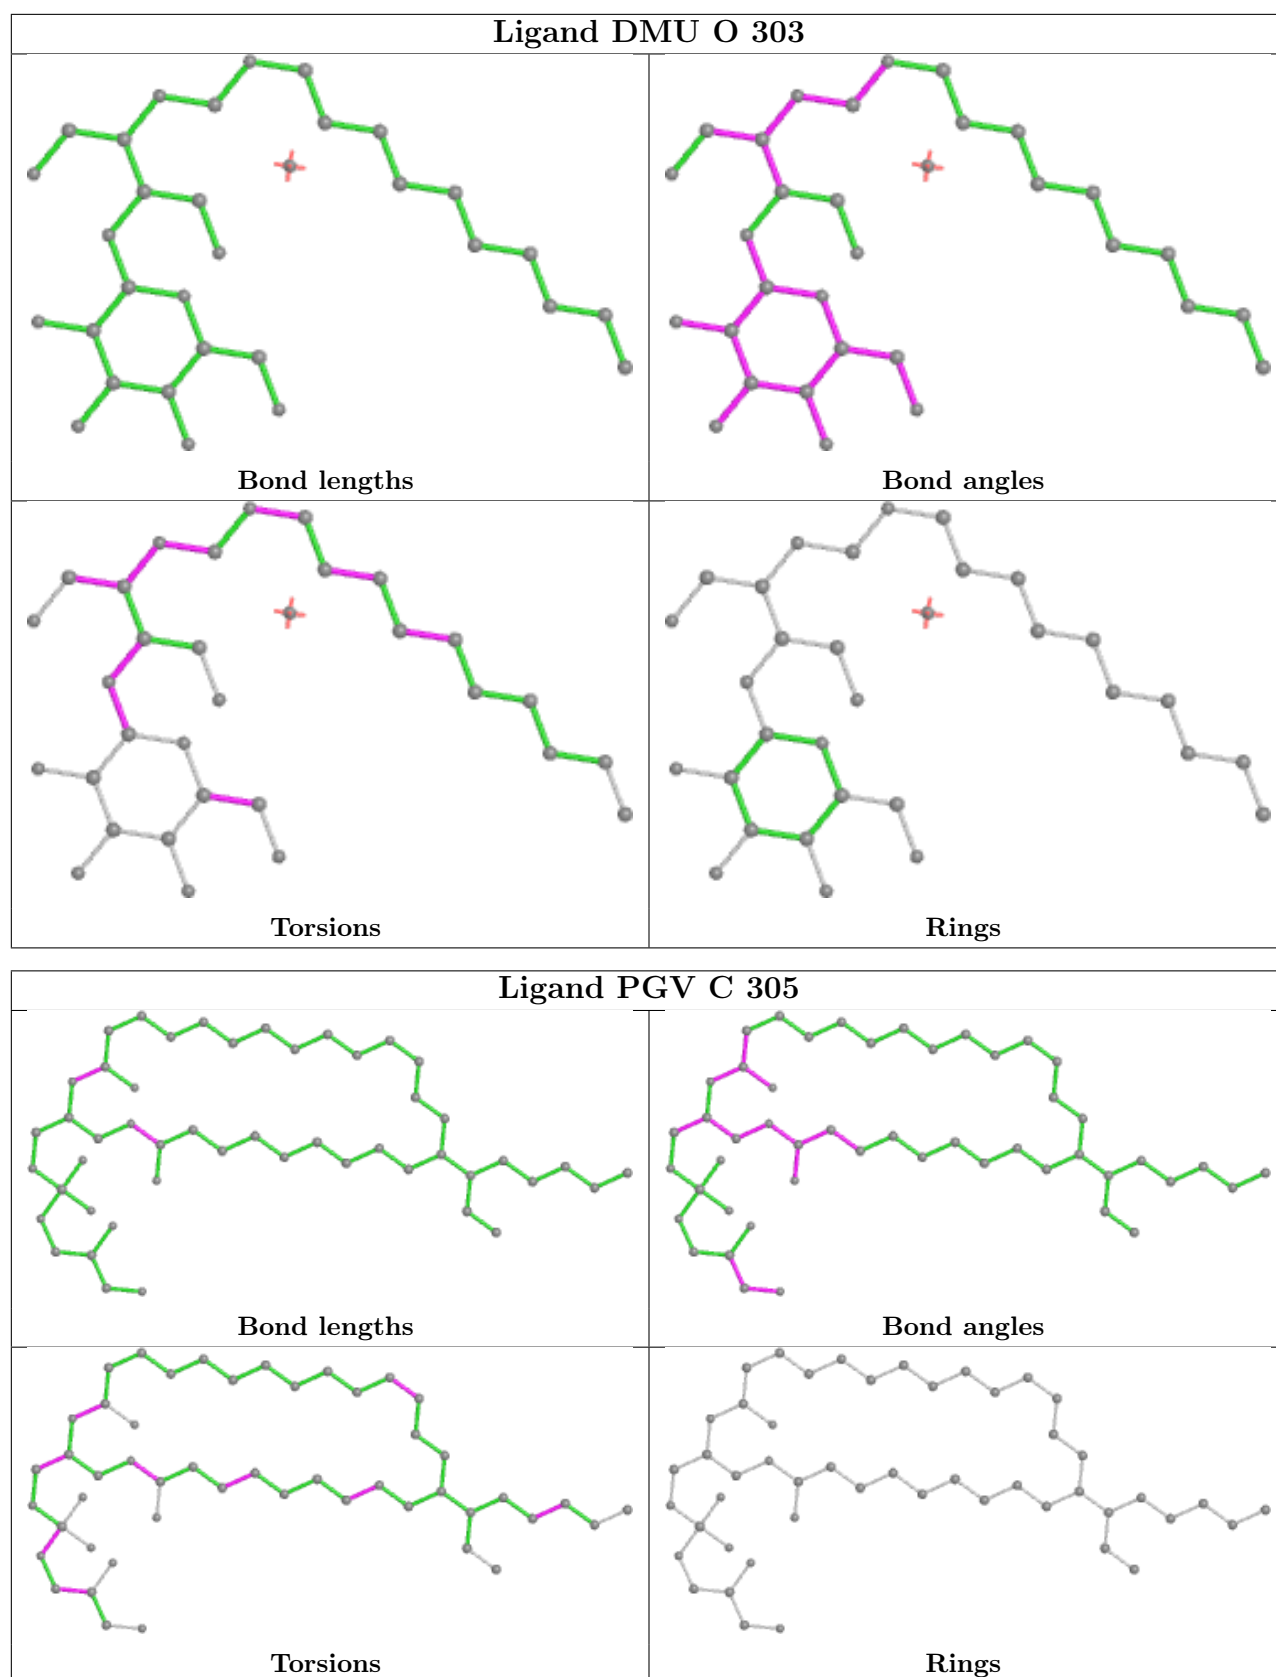 Ligand DMU O 303
Bond lengths
Bond angles
Torsions
Rings
Ligand PGV C 305
Bond lengths
Bond angles
Torsions
Rings